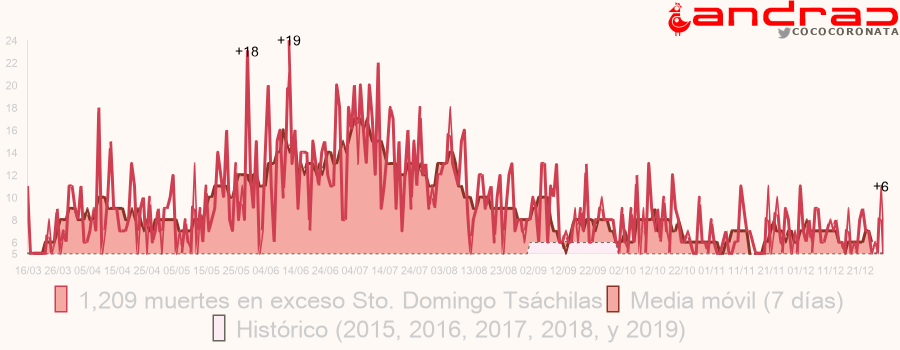 andrac
COCOCORONATA
+18
+19
+6
24
22
20
18
16
14
12
10
8
6
5
16/03 26/03 05/04 15/04 25/04 05/05 15/05 25/05 04/06 14/06 24/06 04/07 14/07 24/07 03/08 13/08 23/08 02/09 12/09 22/09 02/10 12/10 22/10 01/11 11/11 21/11 01/12 11/12 21/12
1,209 muertes en exceso Sto. Domingo Tsáchilas Media móvil (7 días)
Histórico (2015, 2016, 2017, 2018, y 2019)